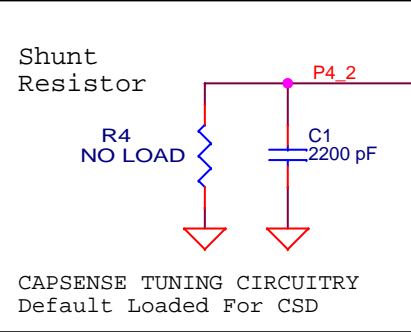 Shunt
Resistor
P4_2
R4
NO LOAD
C1
2200 pF
CAPSENSE TUNING CIRCUITRY
Default Loaded For CSD